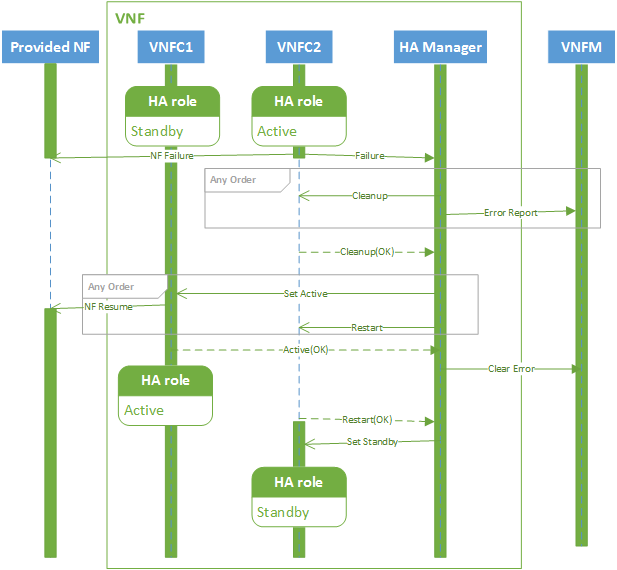 VNF
Provided NF
VNFC1
VNFC2
HA Manager
VNFM
HA role
Standby
HA role
Active
NF Failure
Failure
Any Order
Cleanup
Error Report
Cleanup(OK)
Any Order
Set Active
NF Resume
Restart
Active(OK)
Clear Error
HA role
Active
Restart(OK)
Set Standby
HA role
Standby